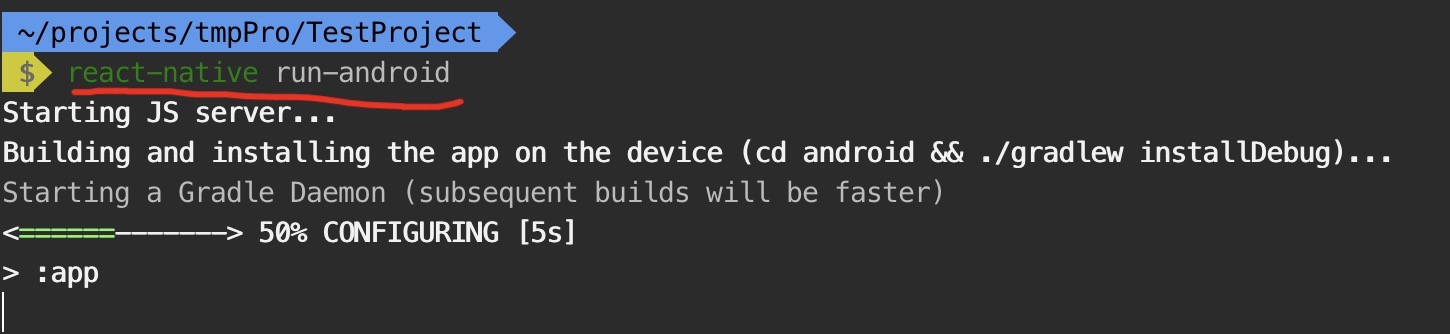 ~/projects/tmpPro/TestProject
$ react-native run-android
Starting JS server...
Building and installing the app on the device (cd android && ./gradlew installDebug)...
Starting a Gradle Daemon (subsequent builds will be faster)
<======-------> 50% CONFIGURING [5s]
> :app